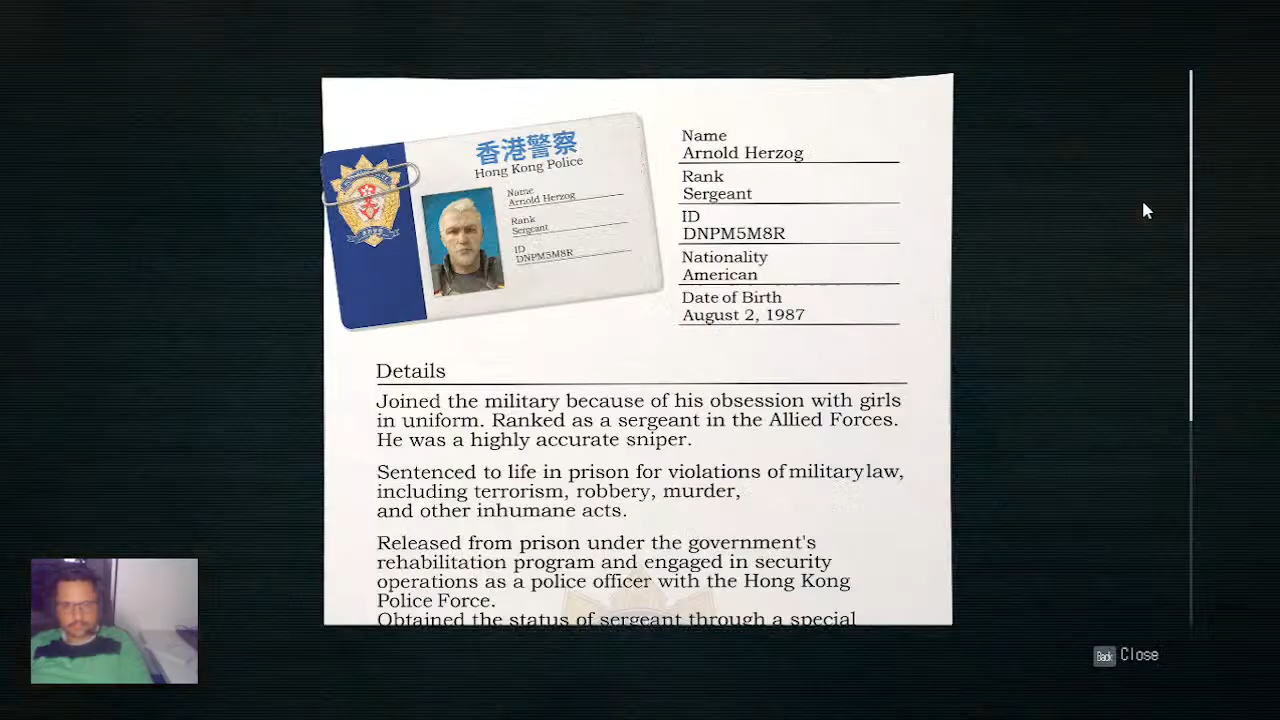 香港警察
Hong Kong Police
Name
Arnold Herzog
Rank
Sergeant
ID
DNPM5M8R
Name
Arnold Herzog
Rank
Sergeant
ID
DNPM5M8R
Nationality
American
Date of Birth
August 2, 1987
Details
Joined the military because of his obsession with girls
in uniform. Ranked as a sergeant in the Allied Forces.
He was a highly accurate sniper.
Sentenced to life in prison for violations of military law,
including terrorism, robbery, murder,
and other inhumane acts.
Released from prison under the government's
rehabilitation program and engaged in security
operations as a police officer with the Hong Kong
Police Force.
Obtained the status of sergeant through a special
Back Close